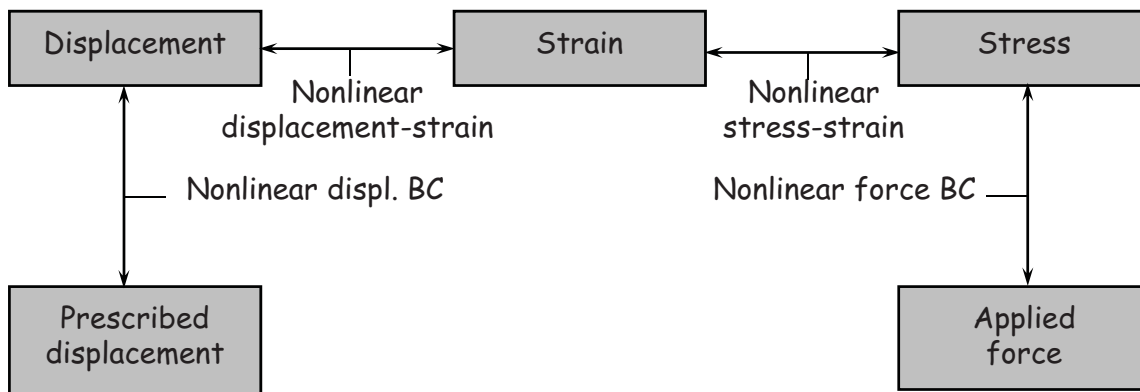 Displacement
Strain
Stress
Nonlinear
displacement-strain
Nonlinear
stress-strain
Nonlinear displ. BC
Nonlinear force BC
Prescribed
displacement
Applied
force